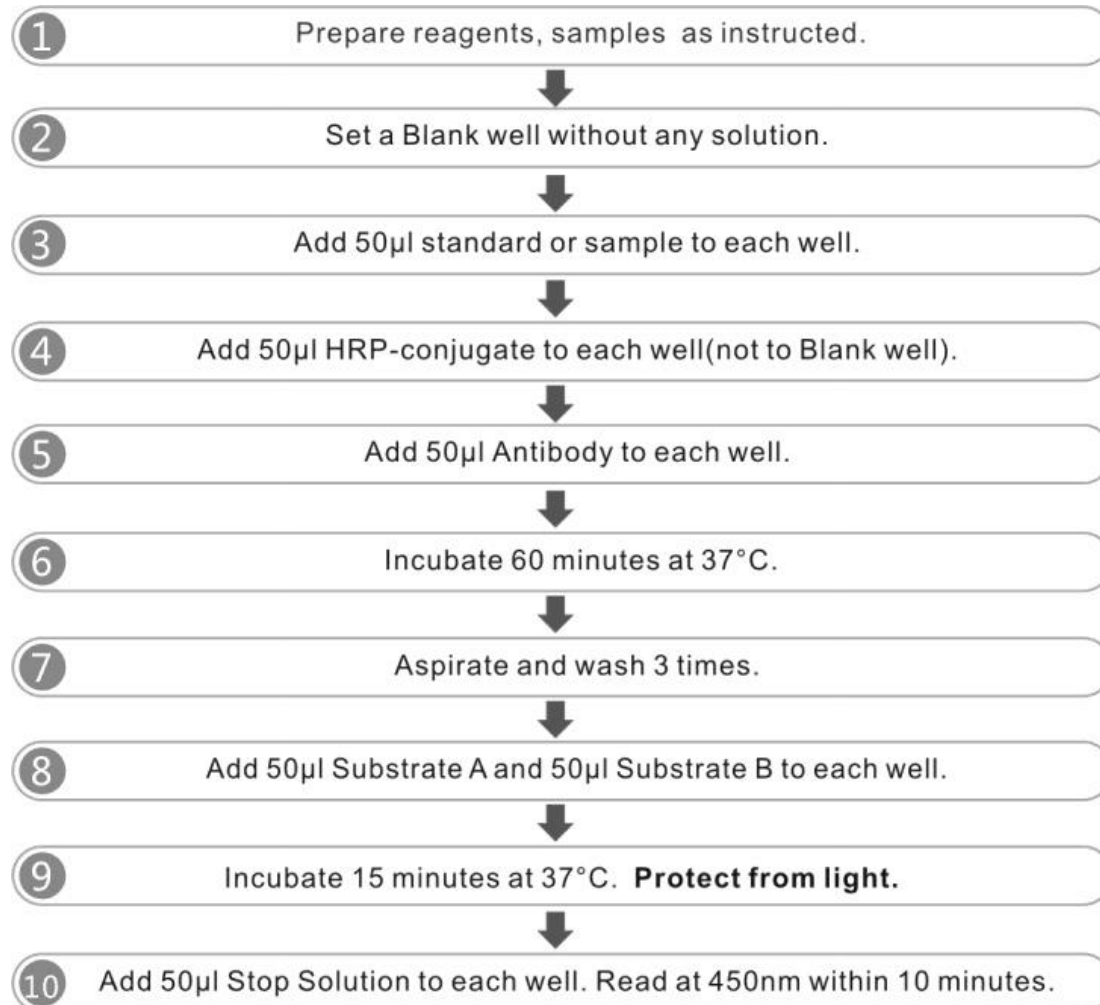 1 Prepare reagents, samples as instructed.
2 Set a Blank well without any solution.
3 Add 50µl standard or sample to each well.
4 Add 50µl HRP-conjugate to each well(not to Blank well).
5 Add 50µl Antibody to each well.
6 Incubate 60 minutes at 37°C.
7 Aspirate and wash 3 times.
8 Add 50µl Substrate A and 50µl Substrate B to each well.
9 Incubate 15 minutes at 37°C. Protect from light.
10 Add 50µl Stop Solution to each well. Read at 450nm within 10 minutes.